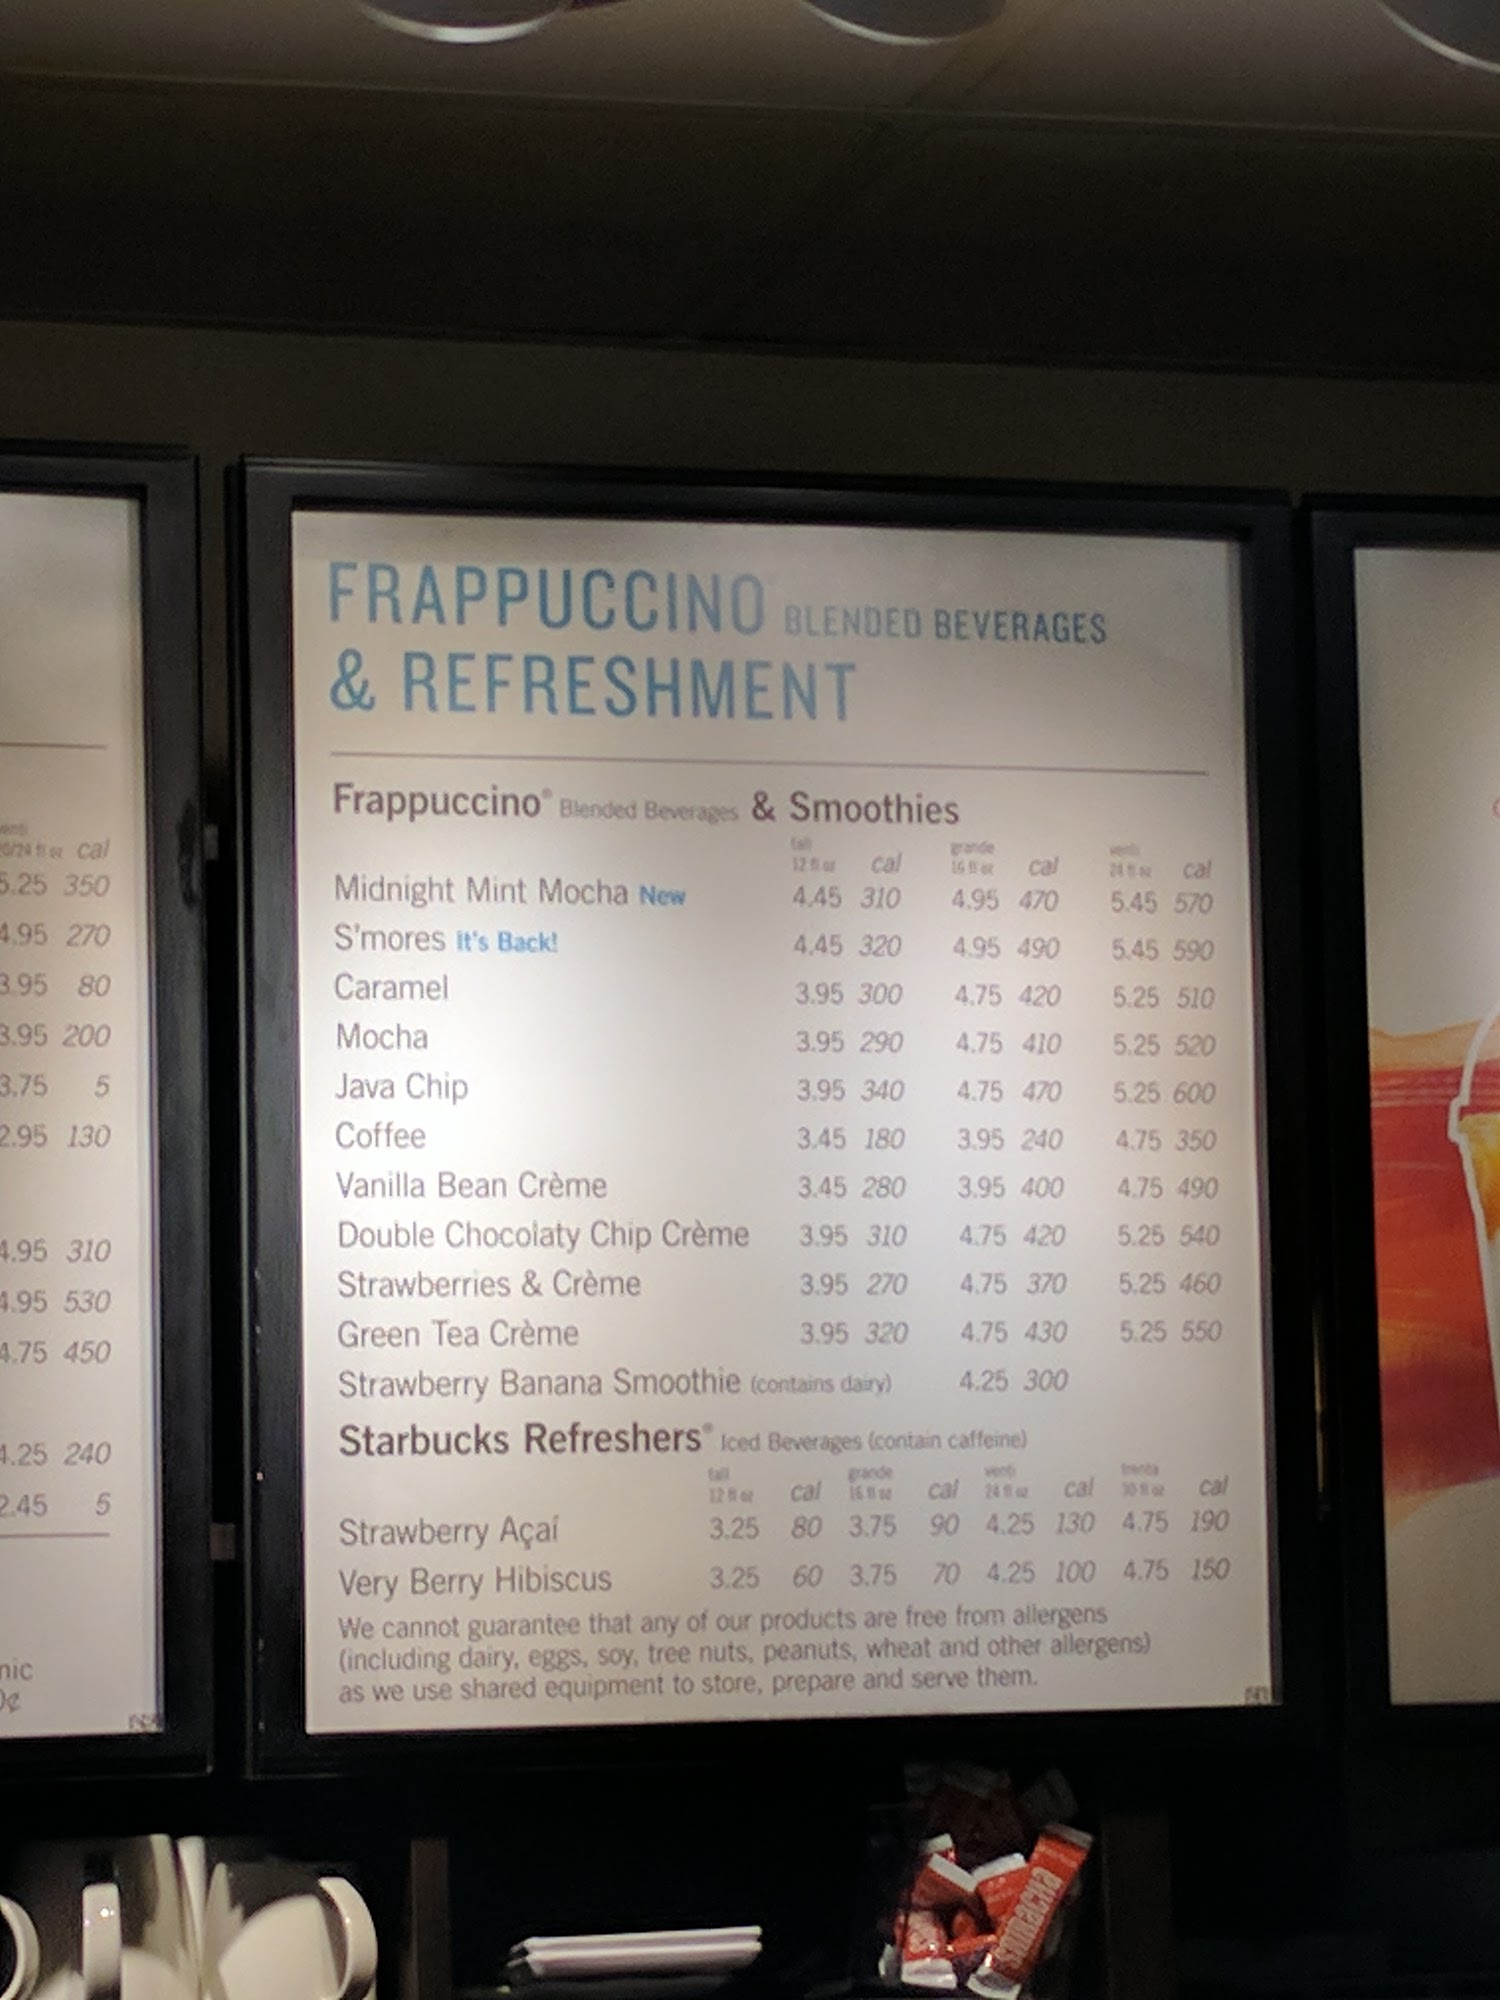 FRAPPUCCINO BLENDED BEVERAGES
& REFRESHMENT
Frappuccino® Blended Beverages & Smoothies
tall grande venti
12 fl oz cal 16 fl oz cal 24 fl oz cal
Midnight Mint Mocha New 4.45 310 4.95 470 5.45 570
S'mores it's Back! 4.45 320 4.95 490 5.45 590
Caramel 3.95 300 4.75 420 5.25 510
Mocha 3.95 290 4.75 410 5.25 520
Java Chip 3.95 340 4.75 470 5.25 600
Coffee 3.45 180 3.95 240 4.75 350
Vanilla Bean Crème 3.45 280 3.95 400 4.75 490
Double Chocolaty Chip Crème 3.95 310 4.75 420 5.25 540
Strawberries & Crème 3.95 270 4.75 370 5.25 460
Green Tea Crème 3.95 320 4.75 430 5.25 550
Strawberry Banana Smoothie (contains dairy) 4.25 300
Starbucks Refreshers® Iced Beverages (contain caffeine)
tall grande venti trenta
12 fl oz cal 16 fl oz cal 24 fl oz cal 30 fl oz cal
Strawberry Açaí 3.25 80 3.75 90 4.25 130 4.75 190
Very Berry Hibiscus 3.25 60 3.75 70 4.25 100 4.75 150
We cannot guarantee that any of our products are free from allergens
(including dairy, eggs, soy, tree nuts, peanuts, wheat and other allergens)
as we use shared equipment to store, prepare and serve them.
venti
20/24 fl oz cal
5.25 350
4.95 270
3.95 80
3.95 200
3.75 5
2.95 130
4.95 310
4.95 530
4.75 450
4.25 240
2.45 5
nic
0¢